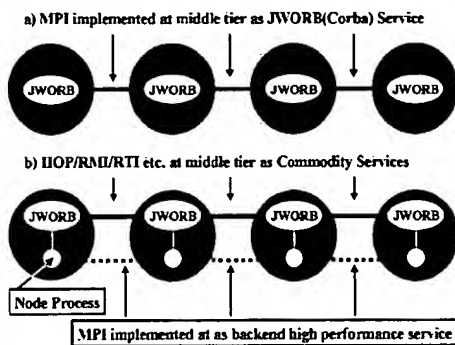 a) MPI implemented at middle tier as JWORB(Corba) Service
JWORB JWORB JWORB JWORB
b) IIOP/RMI/RTI etc. at middle tier as Commodity Services
JWORB JWORB JWORB JWORB
Node Process
MPI implemented at as backend high performance service